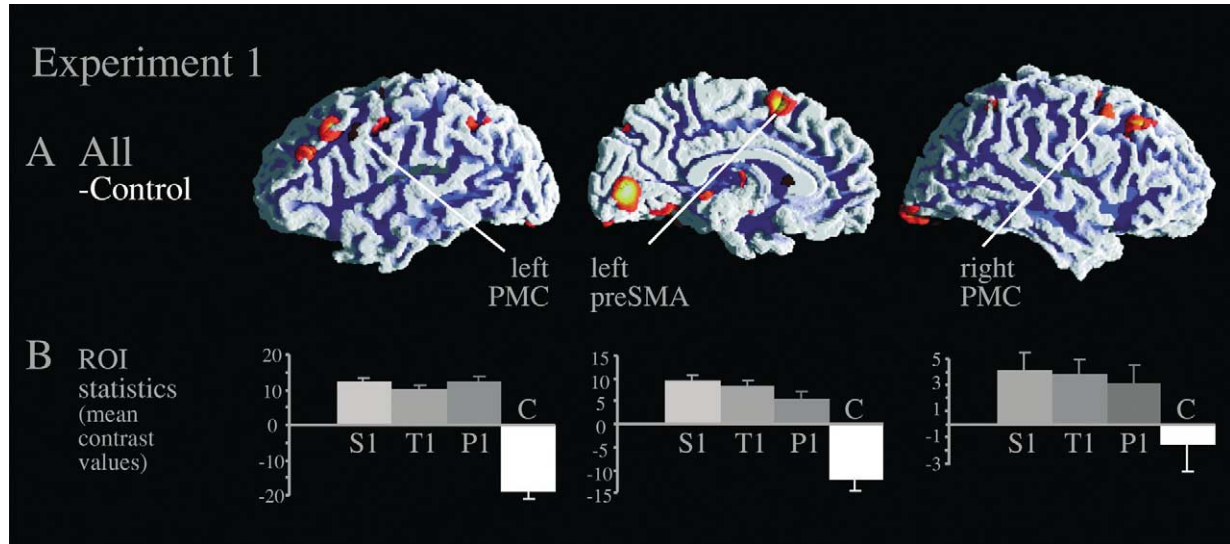 Experiment 1
A All
-Control
left
PMC
left
preSMA
right
PMC
B ROI
statistics
(mean
contrast
values)
20
10
0
-10
-20
S1 T1 P1 C
15
10
5
0
-5
-10
-15
S1 T1 P1 C
5
3
1
-1
-3
S1 T1 P1 C